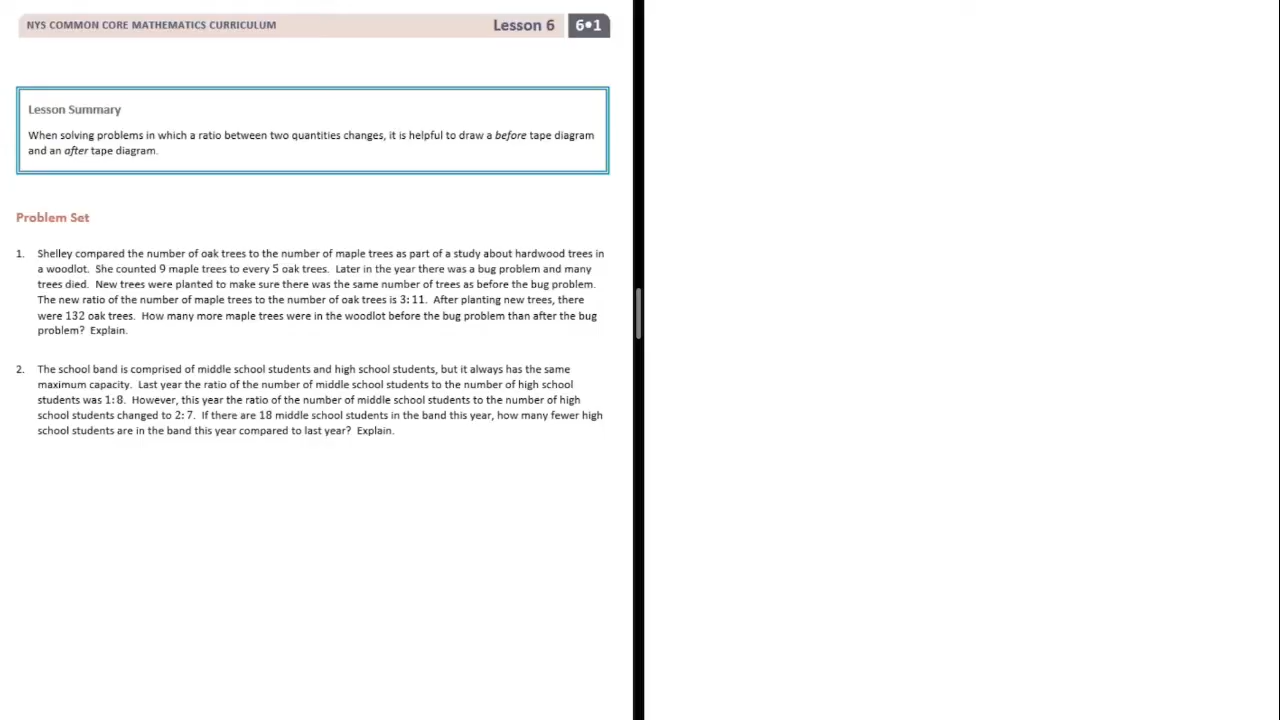 NYS COMMON CORE MATHEMATICS CURRICULUM Lesson 6 6•1
Lesson Summary
When solving problems in which a ratio between two quantities changes, it is helpful to draw a before tape diagram
and an after tape diagram.
Problem Set
1. Shelley compared the number of oak trees to the number of maple trees as part of a study about hardwood trees in
a woodlot. She counted 9 maple trees to every 5 oak trees. Later in the year there was a bug problem and many
trees died. New trees were planted to make sure there was the same number of trees as before the bug problem.
The new ratio of the number of maple trees to the number of oak trees is 3:11. After planting new trees, there
were 132 oak trees. How many more maple trees were in the woodlot before the bug problem than after the bug
problem? Explain.
2. The school band is comprised of middle school students and high school students, but it always has the same
maximum capacity. Last year the ratio of the number of middle school students to the number of high school
students was 1:8. However, this year the ratio of the number of middle school students to the number of high
school students changed to 2:7. If there are 18 middle school students in the band this year, how many fewer high
school students are in the band this year compared to last year? Explain.